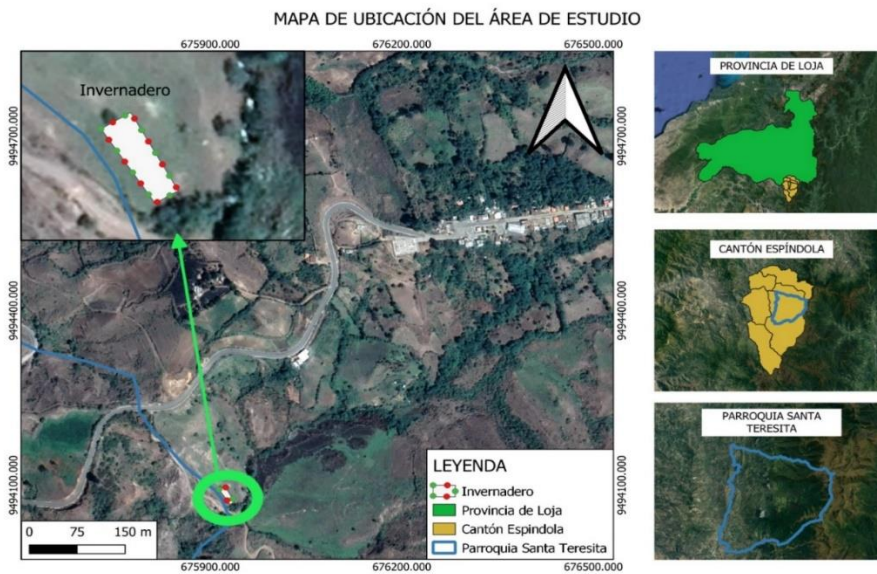 MAPA DE UBICACIÓN DEL ÁREA DE ESTUDIO
675900.000 676200.000 676500.000
Invernadero
9494700.000
9494400.000
9494100.000
9494700.000
9494400.000
9494100.000
LEYENDA
Invernadero
Provincia de Loja
Cantón Espindola
Parroquia Santa Teresita
0 75 150 m
675900.000 676200.000 676500.000
PROVINCIA DE LOJA
CANTÓN ESPÍNDOLA
PARROQUIA SANTA
TERESITA